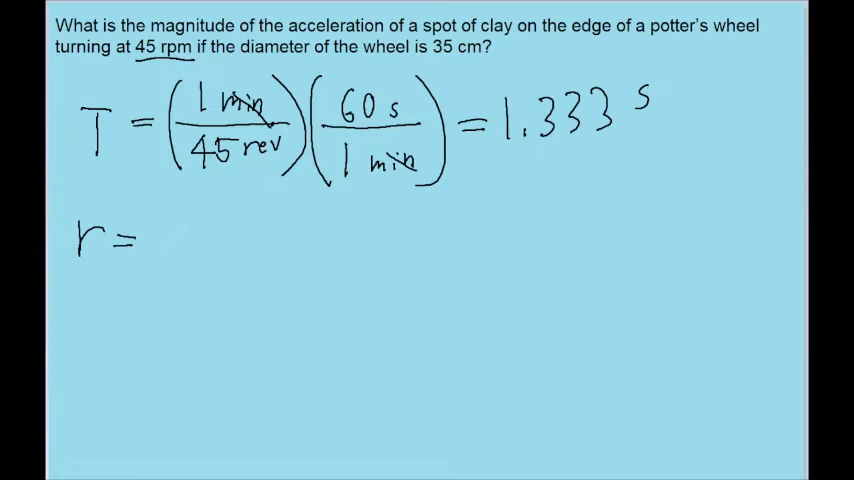 What is the magnitude of the acceleration of a spot of clay on the edge of a potter's wheel
turning at 45 rpm if the diameter of the wheel is 35 cm?
T = (1 min / 45 rev) (60 s / 1 min) = 1.333 s
r =